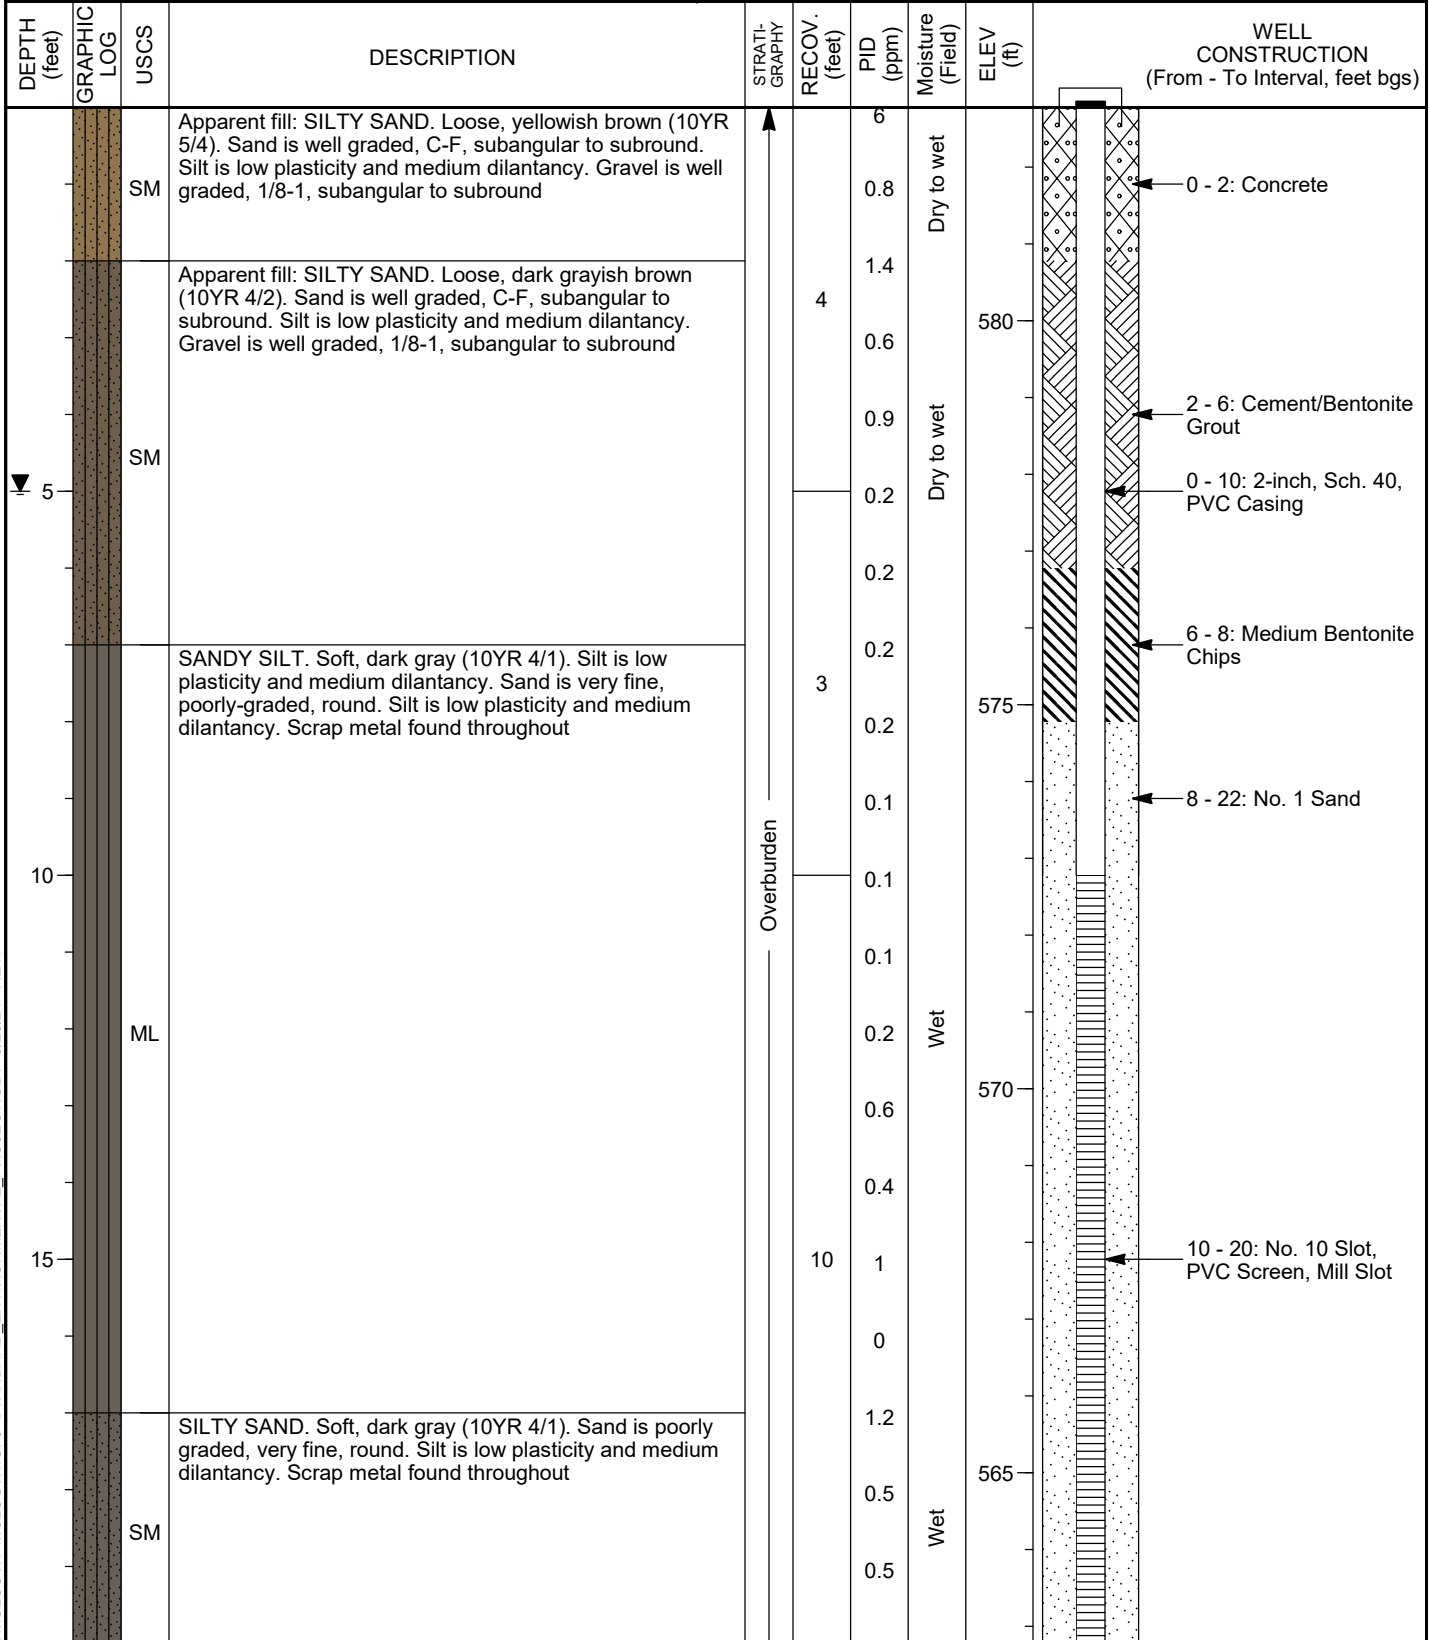 DEPTH (feet)
GRAPHIC LOG
USCS
DESCRIPTION
STRATI-GRAPHY
RECOV. (feet)
PID (ppm)
Moisture (Field)
ELEV (ft)
WELL
CONSTRUCTION
(From - To Interval, feet bgs)
SM
Apparent fill: SILTY SAND. Loose, yellowish brown (10YR
5/4). Sand is well graded, C-F, subangular to subround.
Silt is low plasticity and medium dilantancy. Gravel is well
graded, 1/8-1, subangular to subround
6
0.8
Dry to wet
0 - 2: Concrete
Apparent fill: SILTY SAND. Loose, dark grayish brown
(10YR 4/2). Sand is well graded, C-F, subangular to
subround. Silt is low plasticity and medium dilantancy.
Gravel is well graded, 1/8-1, subangular to subround
1.4
4
580
0.6
0.9
Dry to wet
2 - 6: Cement/Bentonite
Grout
SM
5
0.2
0 - 10: 2-inch, Sch. 40,
PVC Casing
0.2
SANDY SILT. Soft, dark gray (10YR 4/1). Silt is low
plasticity and medium dilantancy. Sand is very fine,
poorly-graded, round. Silt is low plasticity and medium
dilantancy. Scrap metal found throughout
0.2
3
6 - 8: Medium Bentonite
Chips
575
0.2
0.1
8 - 22: No. 1 Sand
Overburden
10
0.1
0.1
ML
0.2
Wet
570
0.6
0.4
15
10
1
10 - 20: No. 10 Slot,
PVC Screen, Mill Slot
0
SILTY SAND. Soft, dark gray (10YR 4/1). Sand is poorly
graded, very fine, round. Silt is low plasticity and medium
dilantancy. Scrap metal found throughout
1.2
565
0.5
SM
Wet
0.5